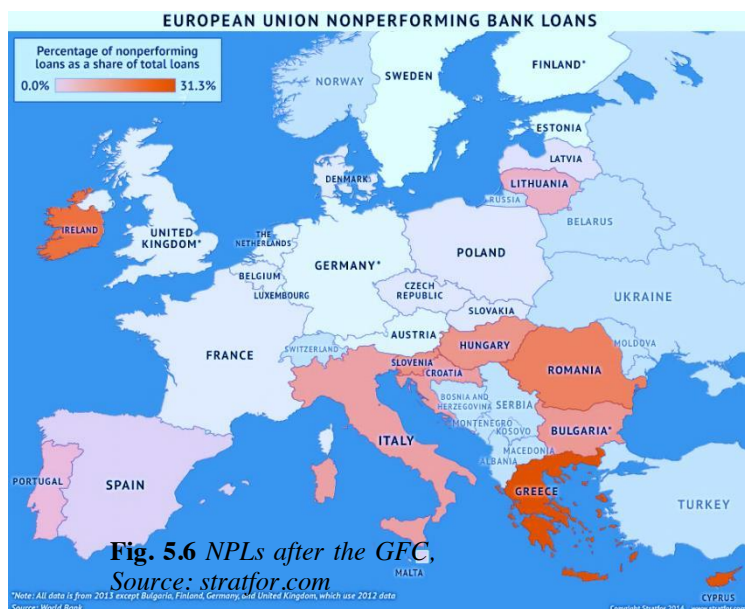 EUROPEAN UNION NONPERFORMING BANK LOANS
Percentage of nonperforming
loans as a share of total loans
0.0%
31.3%
NORWAY
SWEDEN
FINLAND*
ESTONIA
LATVIA
LITHUANIA
RUSSIA
DENMARK
BELARUS
IRELAND
UNITED
KINGDOM*
THE
NETHERLANDS
BELGIUM
LUXEMBOURG
GERMANY*
POLAND
CZECH
REPUBLIC
SLOVAKIA
UKRAINE
FRANCE
SWITZERLAND
AUSTRIA
HUNGARY
SLOVENIA
CROATIA
ROMANIA
MOLDOVA
BOSNIA AND
HERZEGOVINA
SERBIA
MONTENEGRO
KOSOVO
BULGARIA*
MACEDONIA
ALBANIA
ITALY
PORTUGAL
SPAIN
GREECE
TURKEY
MALTA
CYPRUS
Fig. 5.6 NPLs after the GFC,
Source: stratfor.com
*Note: All data is from 2013 except Bulgaria, Finland, Germany, and United Kingdom, which use 2012 data
Source: World Bank
Copyright Stratfor 2014 www.stratfor